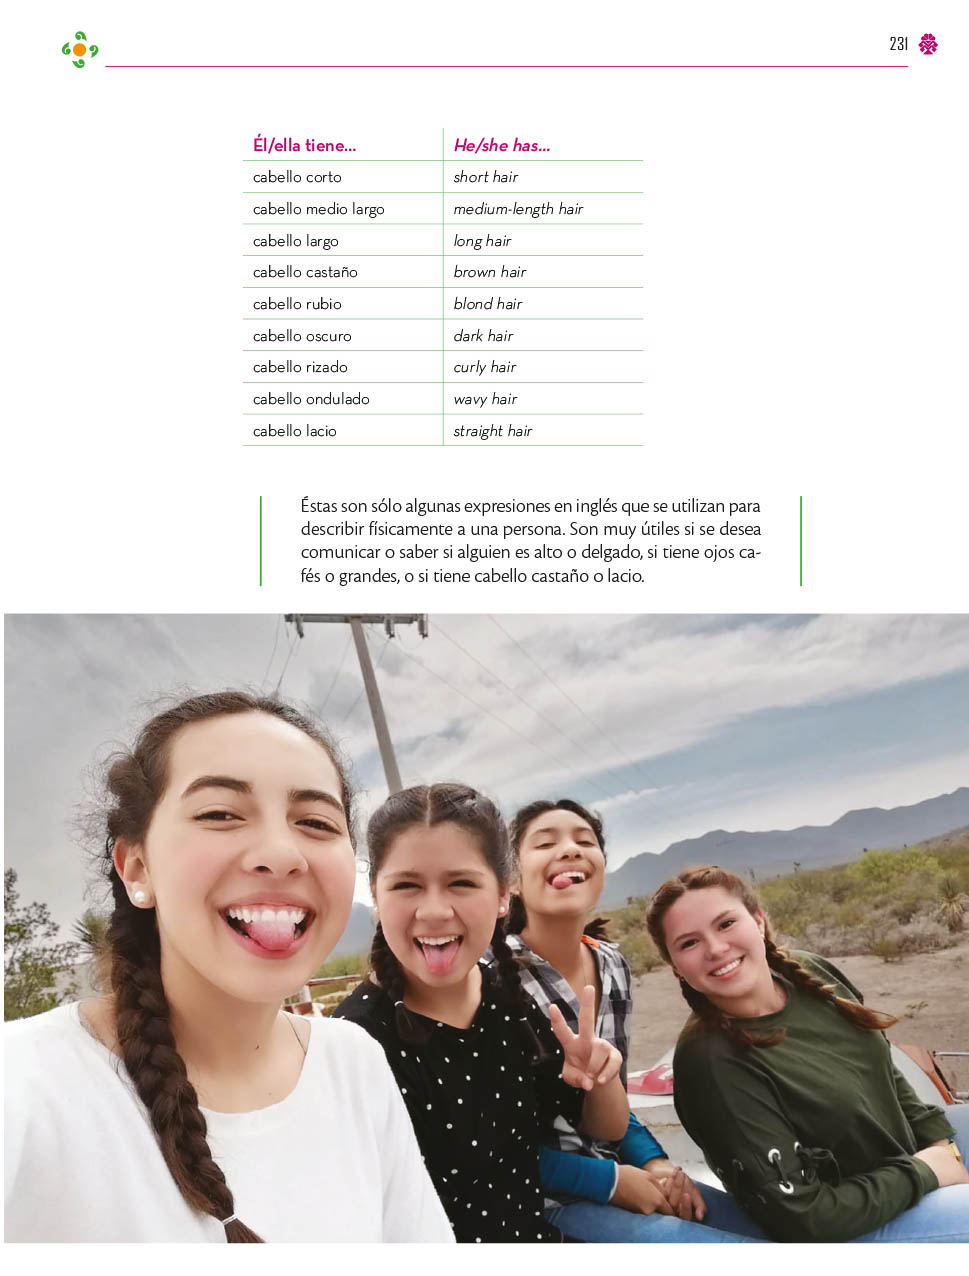 231
Él/ella tiene... He/she has...
cabello corto short hair
cabello medio largo medium-length hair
cabello largo long hair
cabello castaño brown hair
cabello rubio blond hair
cabello oscuro dark hair
cabello rizado curly hair
cabello ondulado wavy hair
cabello lacio straight hair
Éstas son sólo algunas expresiones en inglés que se utilizan para
describir físicamente a una persona. Son muy útiles si se desea
comunicar o saber si alguien es alto o delgado, si tiene ojos ca-
fés o grandes, o si tiene cabello castaño o lacio.